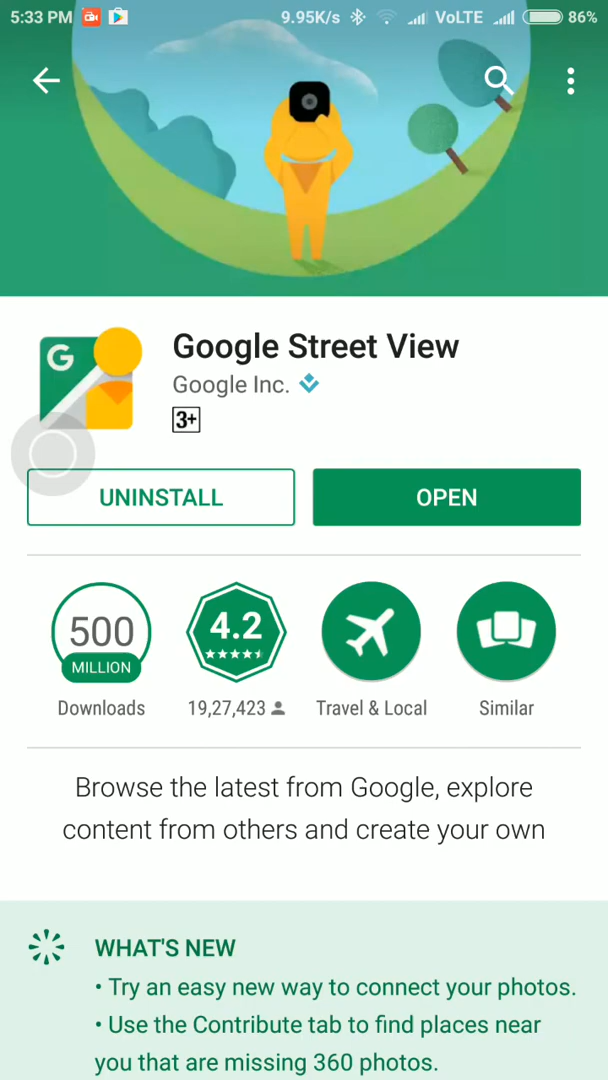 5:33 PM 9.95K/s VoLTE 86%
G
Google Street View
Google Inc.
3+
UNINSTALL OPEN
500 MILLION 4.2
Downloads 19,27,423 Travel & Local Similar
Browse the latest from Google, explore
content from others and create your own
WHAT'S NEW
• Try an easy new way to connect your photos.
• Use the Contribute tab to find places near
you that are missing 360 photos.